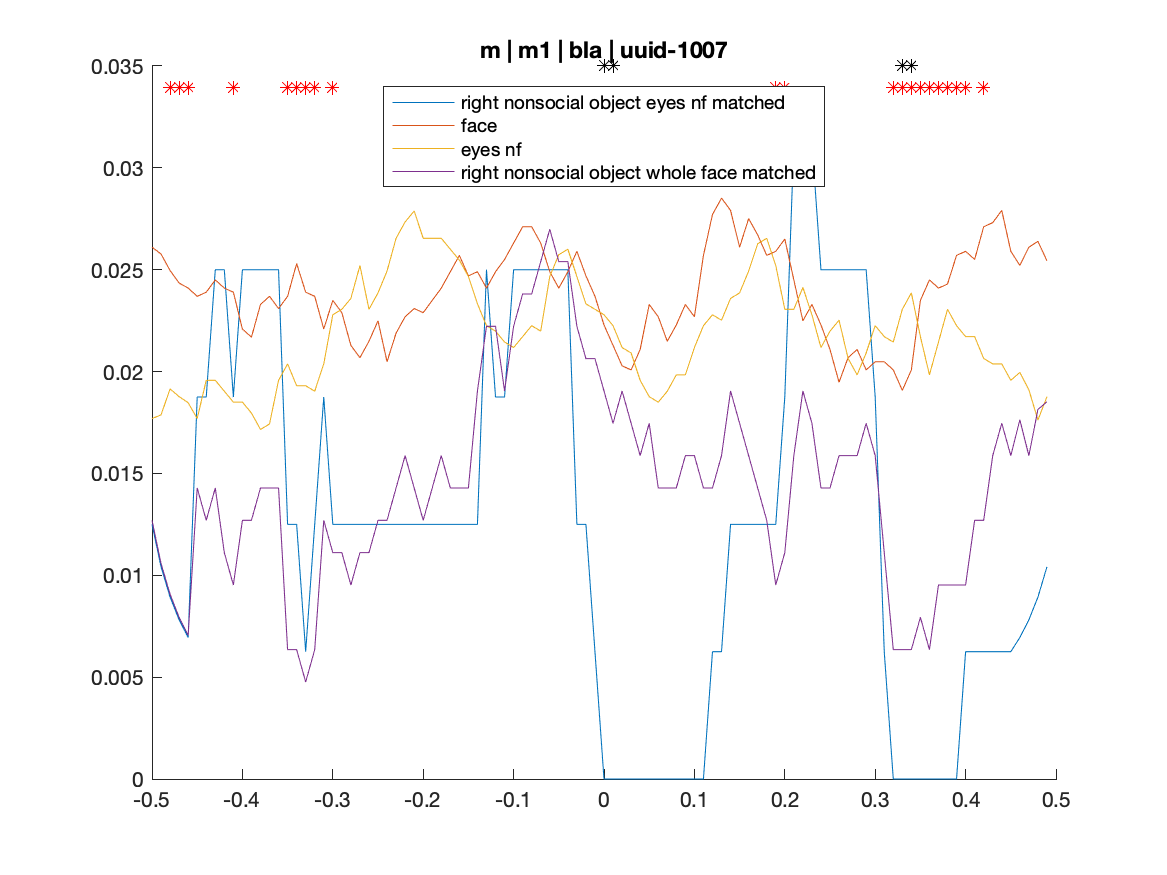 m | m1 | bla | uuid-1007
0.035
right nonsocial object eyes nf matched
face
eyes nf
right nonsocial object whole face matched
0.03
0.025
0.02
0.015
0.01
0.005
0
-0.5 -0.4 -0.3 -0.2 -0.1 0 0.1 0.2 0.3 0.4 0.5